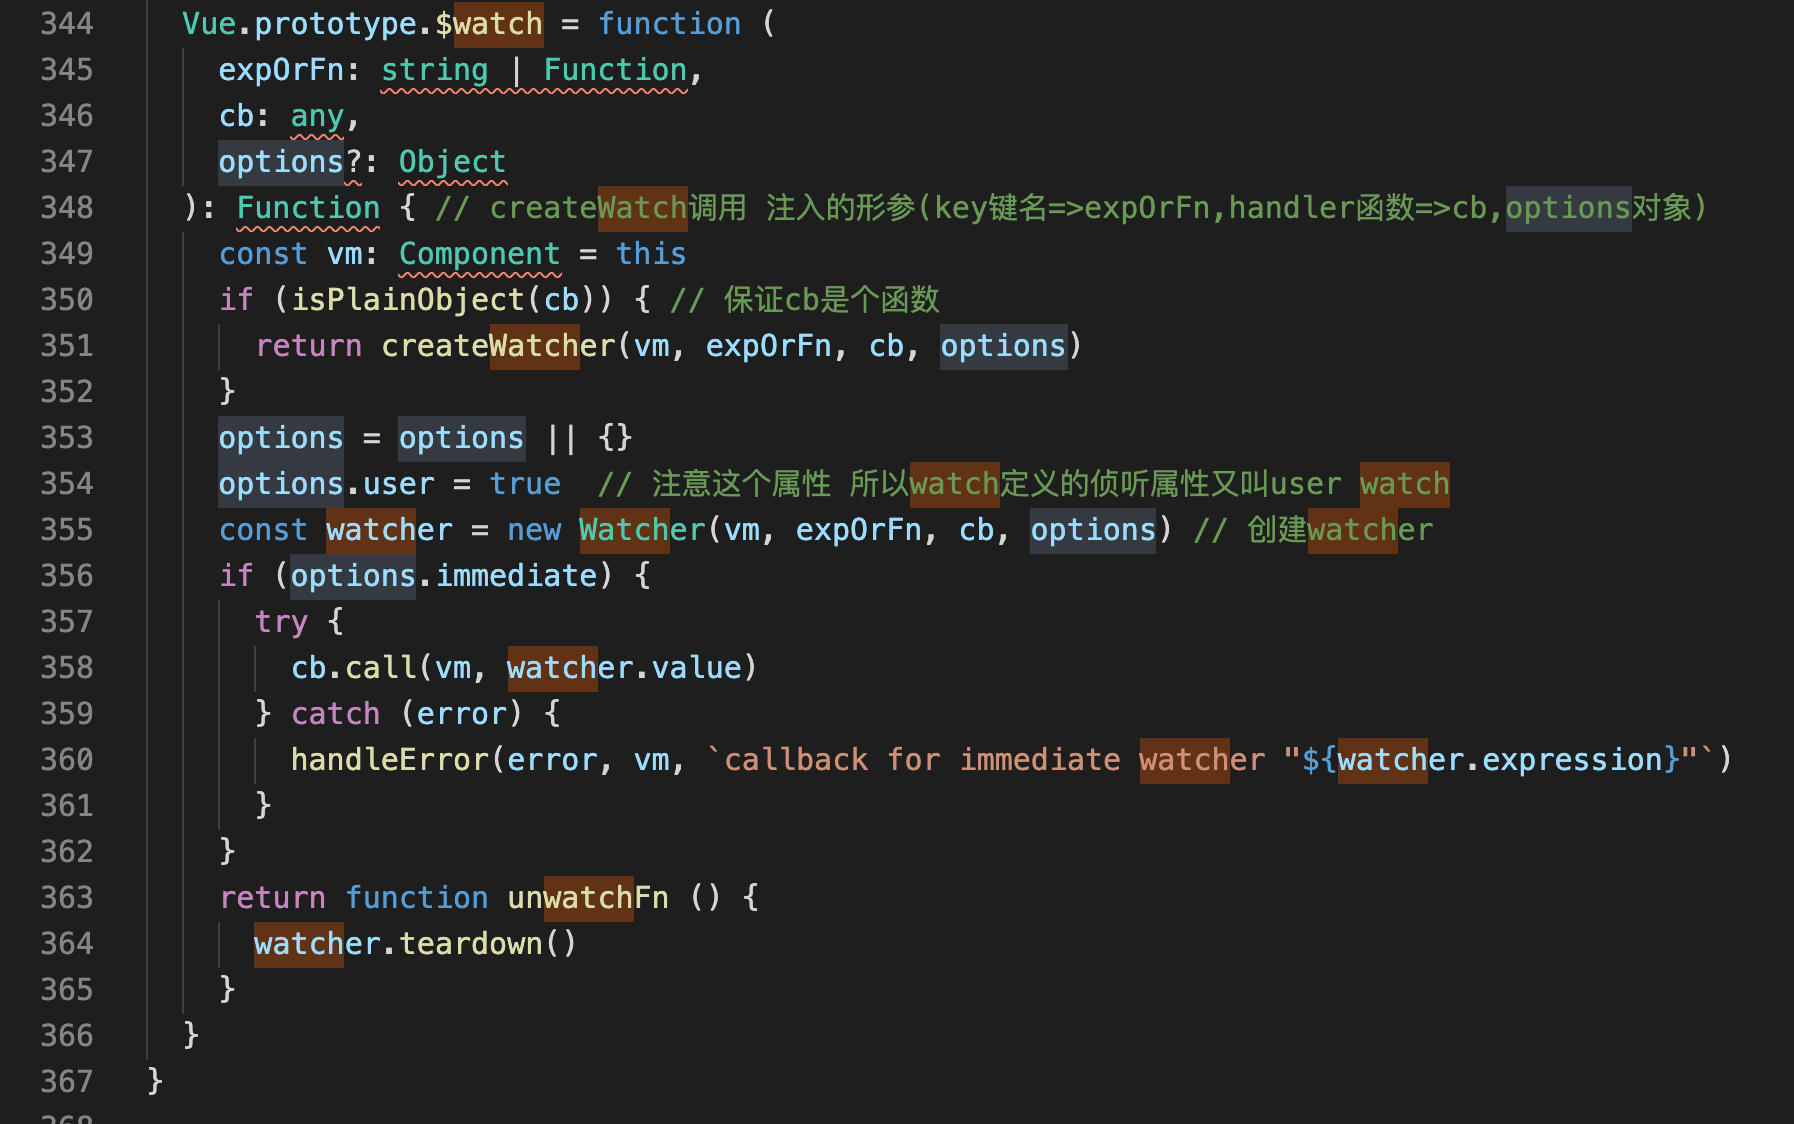 344 Vue.prototype.$watch = function (
345 expOrFn: string | Function,
346 cb: any,
347 options?: Object
348 ): Function { // createWatch调用 注入的形参(key键名=>expOrFn,handler函数=>cb,options对象)
349 const vm: Component = this
350 if (isPlainObject(cb)) { // 保证cb是个函数
351 return createWatcher(vm, expOrFn, cb, options)
352 }
353 options = options || {}
354 options.user = true // 注意这个属性 所以watch定义的侦听属性又叫user watch
355 const watcher = new Watcher(vm, expOrFn, cb, options) // 创建watcher
356 if (options.immediate) {
357 try {
358 cb.call(vm, watcher.value)
359 } catch (error) {
360 handleError(error, vm, `callback for immediate watcher "${watcher.expression}"`)
361 }
362 }
363 return function unwatchFn () {
364 watcher.teardown()
365 }
366 }
367 }
368